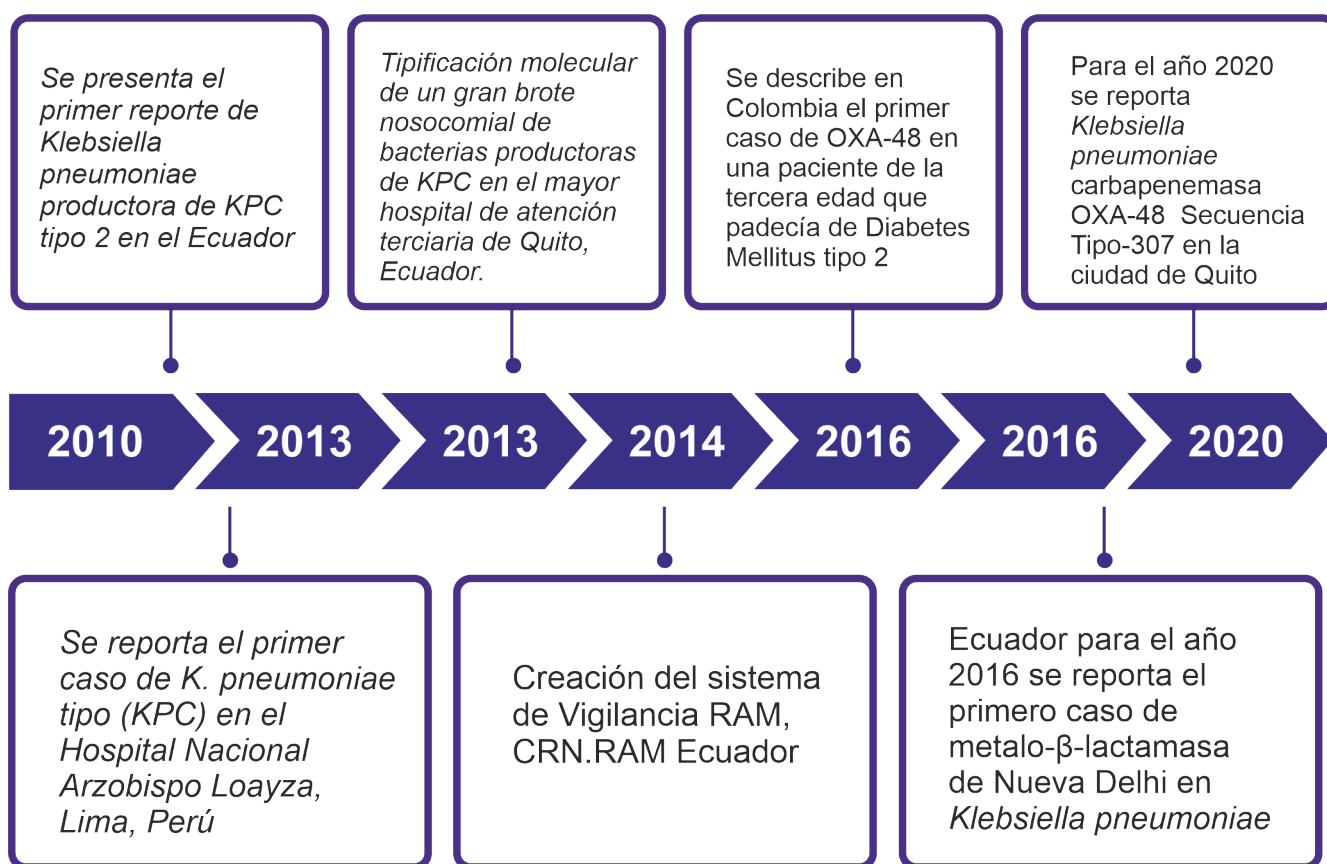 Se presenta el
primer reporte de
Klebsiella
pneumoniae
productora de KPC
tipo 2 en el Ecuador
Tipificación molecular
de un gran brote
nosocomial de
bacterias productoras
de KPC en el mayor
hospital de atención
terciaria de Quito,
Ecuador.
Se describe en
Colombia el primer
caso de OXA-48 en
una paciente de la
tercera edad que
padecía de Diabetes
Mellitus tipo 2
Para el año 2020
se reporta
Klebsiella
pneumoniae
carbapenemasa
OXA-48 Secuencia
Tipo-307 en la
ciudad de Quito
2010
2013
2013
2014
2016
2016
2020
Se reporta el primer
caso de K. pneumoniae
tipo (KPC) en el
Hospital Nacional
Arzobispo Loayza,
Lima, Perú
Creación del sistema
de Vigilancia RAM,
CRN.RAM Ecuador
Ecuador para el año
2016 se reporta el
primero caso de
metalo-β-lactamasa
de Nueva Delhi en
Klebsiella pneumoniae